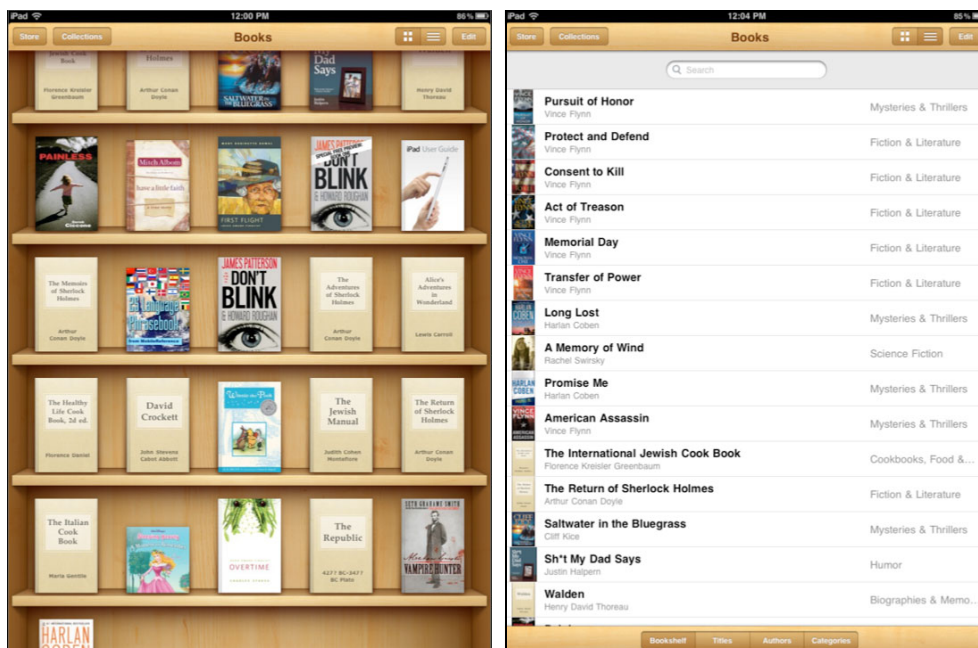 iPad
12:00 PM
86%
Store
Collections
Books
Edit
Jewish Cook
Book
Florence Kreisler
Greenbaum
Holmes
Arthur Conan
Doyle
SALTWATER IN
THE BLUEGRASS
Dad
Says
Henry David
Thoreau
PAINLESS
Mitch Albom
have a little faith
FIRST FLIGHT
JAMES PATTERSON
DON'T
BLINK
& HOWARD ROUGHAN
iPad User Guide
The Memoirs
of Sherlock
Holmes
Arthur
Conan Doyle
Language
Phrasebook
from MobileReference
JAMES PATTERSON
DON'T
BLINK
& HOWARD ROUGHAN
The
Adventures
of Sherlock
Holmes
Arthur
Conan Doyle
Alice's
Adventures
in
Wonderland
Lewis Carroll
The Healthy
Life Cook
Book, 2d ed.
Florence Daniel
David
Crockett
John Stevens
Cabot Abbott
Winnie-the-Pooh
The
Jewish
Manual
Judith Cohen
Montefiore
The Return
of Sherlock
Holmes
Arthur Conan
Doyle
The Italian
Cook
Book
Maria Gentile
OVERTIME
The
Republic
427? BC-347?
BC Plato
SETH GRAHAME SMITH
VAMPIRE HUNTER
HARLAN
COBEN
iPad
12:04 PM
85%
Store
Collections
Books
Edit
Search
Pursuit of Honor
Vince Flynn
Mysteries & Thrillers
Protect and Defend
Vince Flynn
Fiction & Literature
Consent to Kill
Vince Flynn
Fiction & Literature
Act of Treason
Vince Flynn
Fiction & Literature
Memorial Day
Vince Flynn
Fiction & Literature
Transfer of Power
Vince Flynn
Fiction & Literature
Long Lost
Harlan Coben
Mysteries & Thrillers
A Memory of Wind
Rachel Swirsky
Science Fiction
Promise Me
Harlan Coben
Mysteries & Thrillers
American Assassin
Vince Flynn
Mysteries & Thrillers
The International Jewish Cook Book
Florence Kreisler Greenbaum
Cookbooks, Food &...
The Return of Sherlock Holmes
Arthur Conan Doyle
Fiction & Literature
Saltwater in the Bluegrass
Cliff Kice
Mysteries & Thrillers
Sh*t My Dad Says
Justin Halpern
Humor
Walden
Henry David Thoreau
Biographies & Memo...
Bookshelf
Titles
Authors
Categories